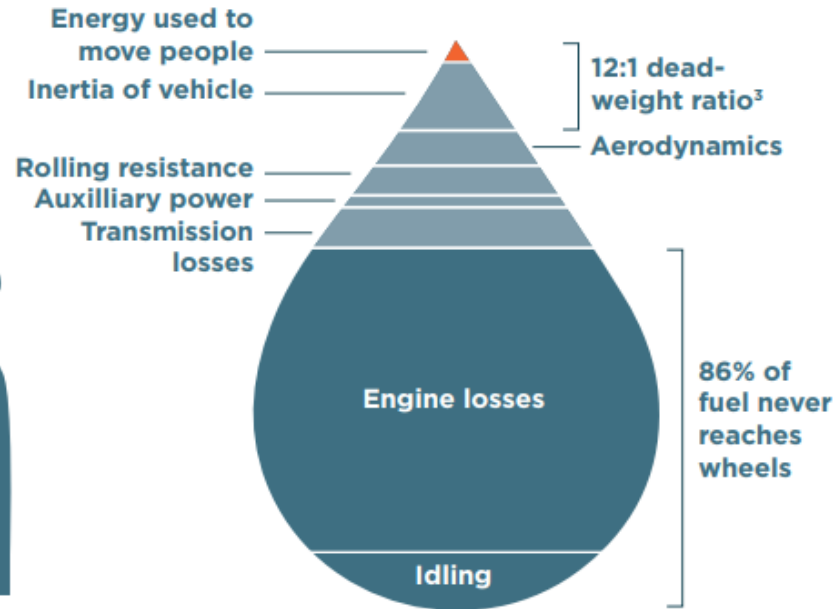 Energy used to
move people
Inertia of vehicle
12:1 dead-
weight ratio³
Aerodynamics
Rolling resistance
Auxilliary power
Transmission
losses
Engine losses
86% of
fuel never
reaches
wheels
Idling